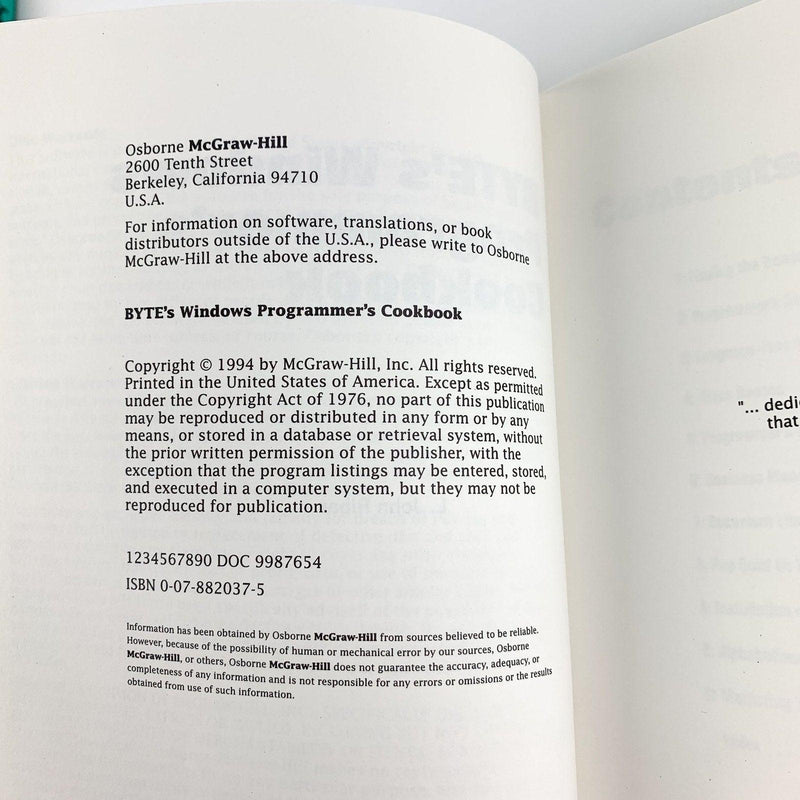 Osborne McGraw-Hill
2600 Tenth Street
Berkeley, California 94710
U.S.A.
For information on software, translations, or book
distributors outside of the U.S.A., please write to Osborne
McGraw-Hill at the above address.
BYTE's Windows Programmer's Cookbook
Copyright © 1994 by McGraw-Hill, Inc. All rights reserved.
Printed in the United States of America. Except as permitted
under the Copyright Act of 1976, no part of this publication
may be reproduced or distributed in any form or by any
means, or stored in a database or retrieval system, without
the prior written permission of the publisher, with the
exception that the program listings may be entered, stored,
and executed in a computer system, but they may not be
reproduced for publication.
1234567890 DOC 9987654
ISBN 0-07-882037-5
Information has been obtained by Osborne McGraw-Hill from sources believed to be reliable.
However, because of the possibility of human or mechanical error by our sources, Osborne
McGraw-Hill, or others, Osborne McGraw-Hill does not guarantee the accuracy, adequacy, or
completeness of any information and is not responsible for any errors or omissions or the results
obtained from use of such information.
"... dedi
that